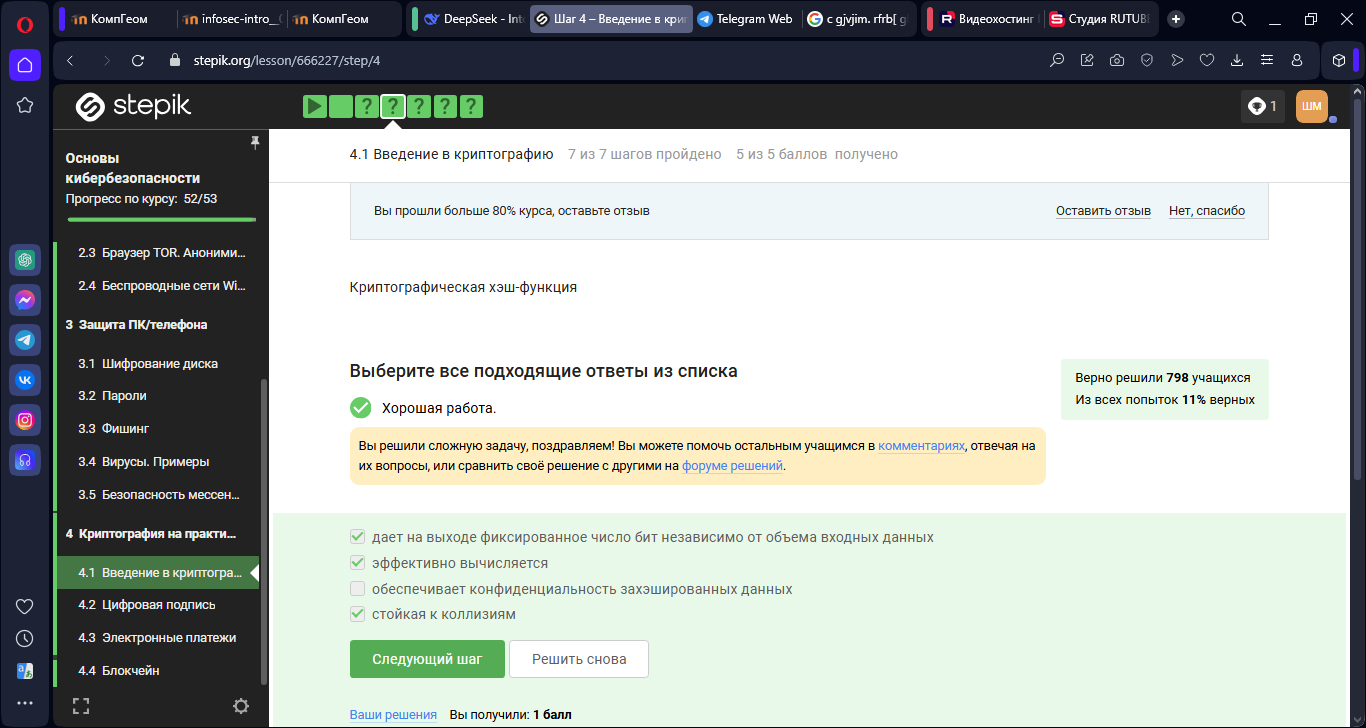 КомпГеом
infosec-intro__
КомпГеом
DeepSeek - Int
Шаг 4 – Введение в кри
Telegram Web
с gjvjim. rfrb[ g
Видеохостинг
Студия RUTUBE
stepik.org/lesson/666227/step/4
stepik
1
ШМ
Основы
кибербезопасности
Прогресс по курсу: 52/53
2.3 Браузер TOR. Аноними...
2.4 Беспроводные сети Wi...
3 Защита ПК/телефона
3.1 Шифрование диска
3.2 Пароли
3.3 Фишинг
3.4 Вирусы. Примеры
3.5 Безопасность мессен...
4 Криптография на практи...
4.1 Введение в криптогра...
4.2 Цифровая подпись
4.3 Электронные платежи
4.4 Блокчейн
4.1 Введение в криптографию 7 из 7 шагов пройдено 5 из 5 баллов получено
Вы прошли больше 80% курса, оставьте отзыв
Оставить отзыв
Нет, спасибо
Криптографическая хэш-функция
Выберите все подходящие ответы из списка
Хорошая работа.
Верно решили 798 учащихся
Из всех попыток 11% верных
Вы решили сложную задачу, поздравляем! Вы можете помочь остальным учащимся в комментариях, отвечая на
их вопросы, или сравнить своё решение с другими на форуме решений.
дает на выходе фиксированное число бит независимо от объема входных данных
эффективно вычисляется
обеспечивает конфиденциальность захэшированных данных
стойкая к коллизиям
Следующий шаг
Решить снова
Ваши решения Вы получили: 1 балл